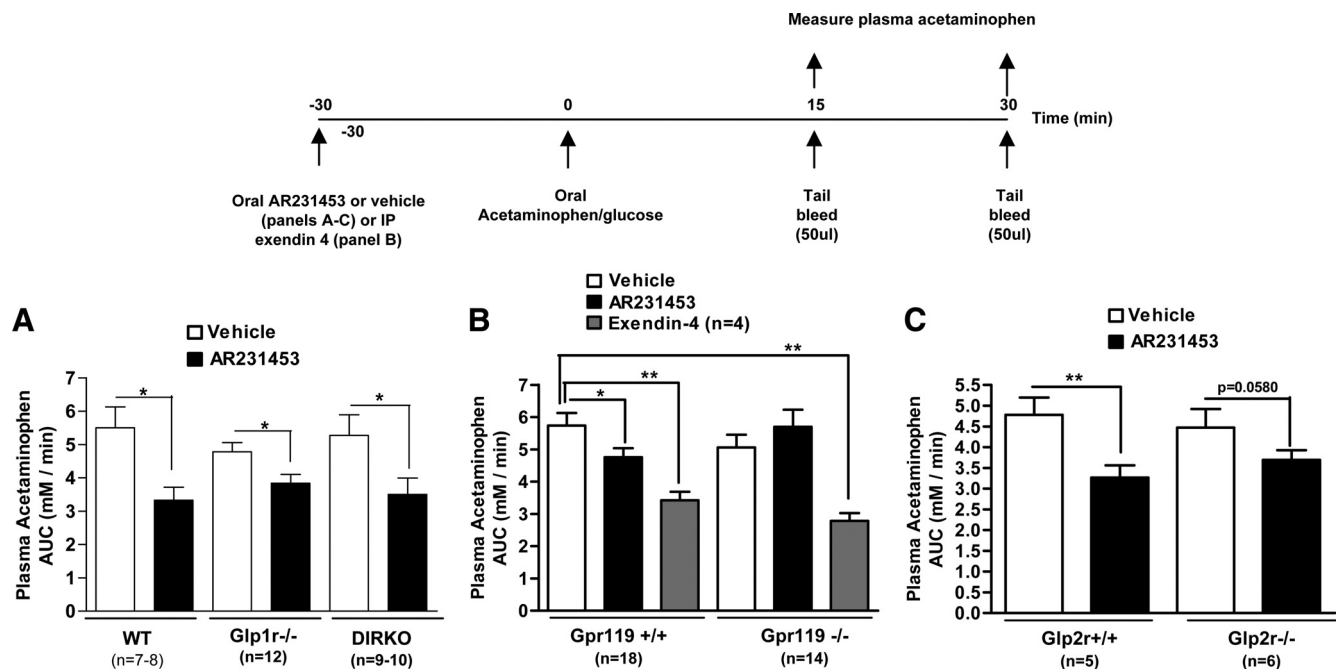 Measure plasma acetaminophen
-30 0 15 30
-30 Time (min)
Oral AR231453 or vehicle
(panels A-C) or IP
exendin 4 (panel B)
Oral
Acetaminophen/glucose
Tail
bleed
(50ul)
Tail
bleed
(50ul)
A
Vehicle
AR231453
Plasma Acetaminophen
AUC (mM / min)
7
6
5
4
3
2
1
0
* * *
WT Glp1r-/- DIRKO
(n=7-8) (n=12) (n=9-10)
B
Vehicle
AR231453
Exendin-4 (n=4)
Plasma Acetaminophen
AUC (mM / min)
7
6
5
4
3
2
1
0
**
**
*
Gpr119 +/+ Gpr119 -/-
(n=18) (n=14)
C
Vehicle
AR231453
Plasma Acetaminophen
AUC (mM / min)
5.5
5.0
4.5
4.0
3.5
3.0
2.5
2.0
1.5
1.0
0.5
0.0
** p=0.0580
Glp2r+/+ Glp2r-/-
(n=5) (n=6)